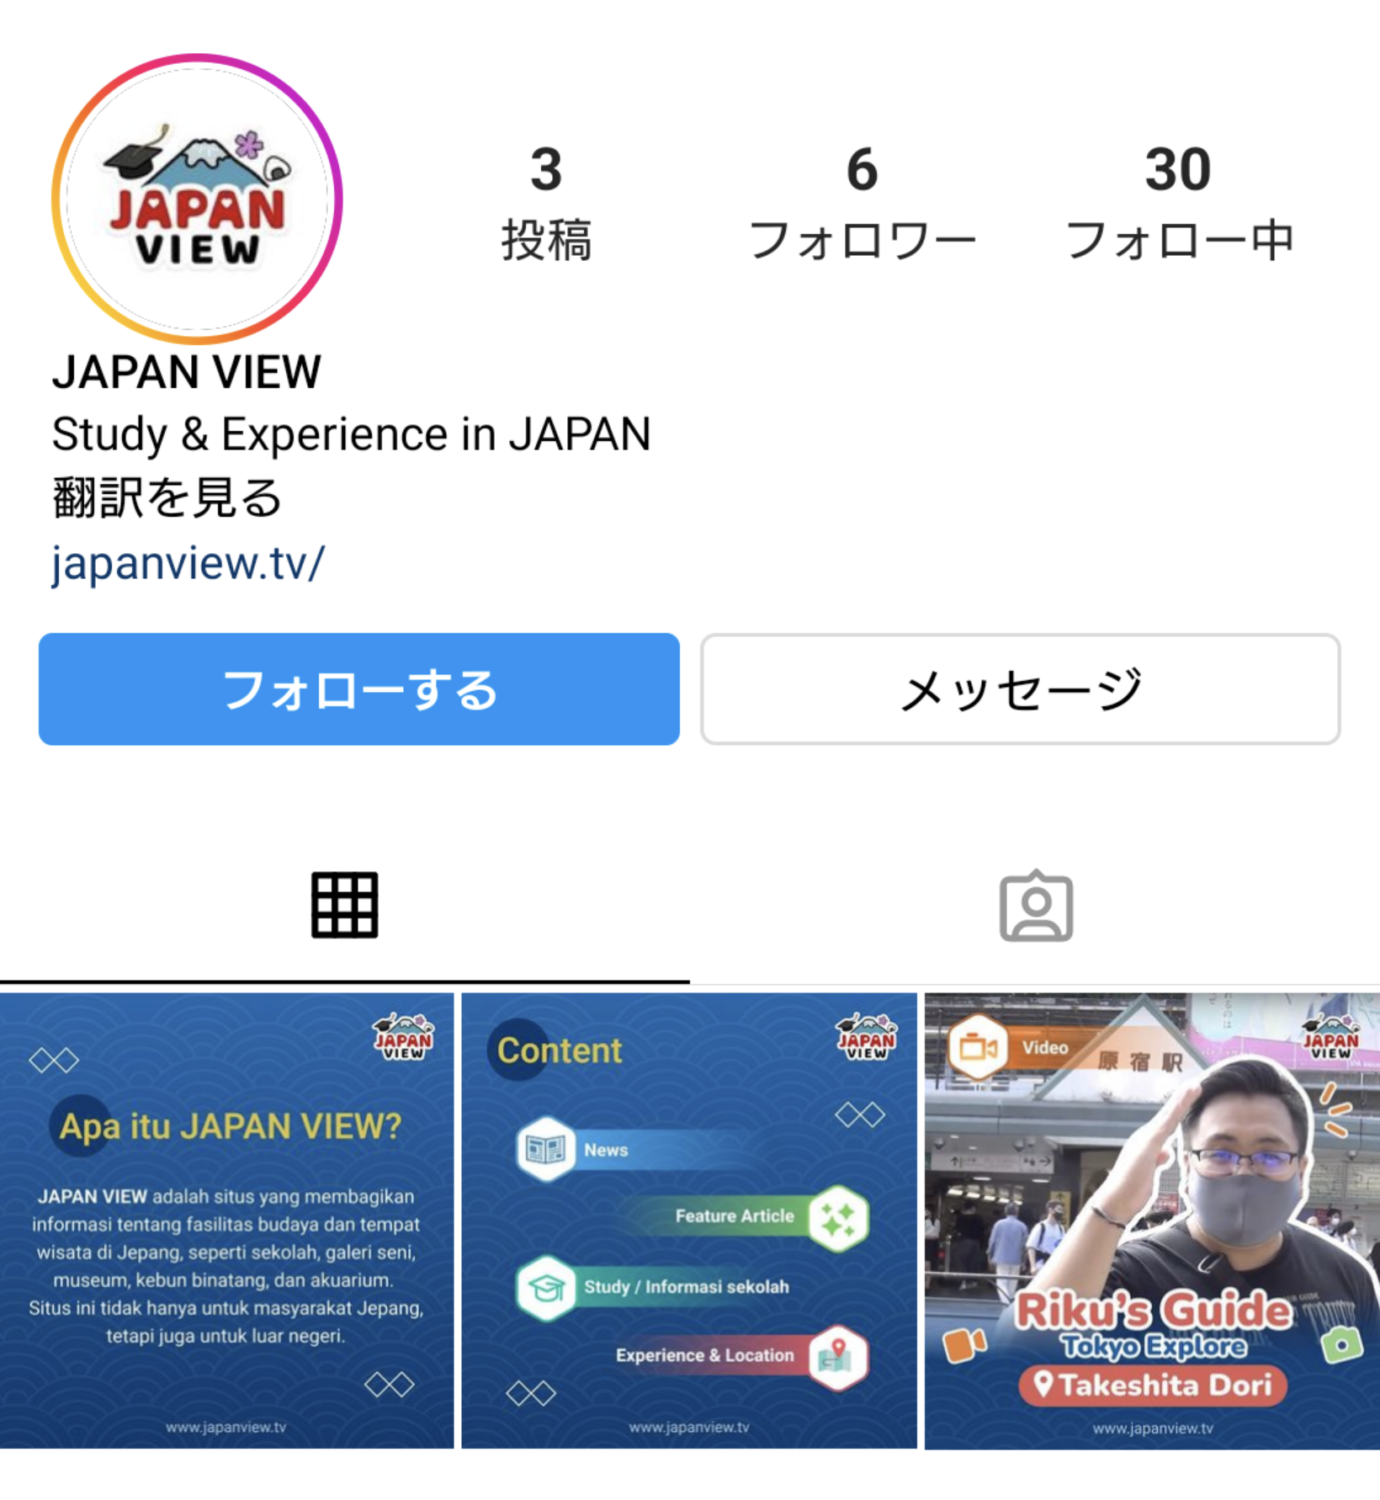 JAPAN
VIEW
3
投稿
6
フォロワー
30
フォロー中
JAPAN VIEW
Study & Experience in JAPAN
翻訳を見る
japanview.tv/
フォローする
メッセージ
JAPAN
VIEW
Apa itu JAPAN VIEW?
JAPAN VIEW adalah situs yang membagikan
informasi tentang fasilitas budaya dan tempat
wisata di Jepang, seperti sekolah, galeri seni,
museum, kebun binatang, dan akuarium.
Situs ini tidak hanya untuk masyarakat Jepang,
tetapi juga untuk luar negeri.
www.japanview.tv
JAPAN
VIEW
Content
News
Feature Article
Study / Informasi sekolah
Experience & Location
www.japanview.tv
Video
JAPAN
VIEW
原宿駅
Riku's Guide
Tokyo Explore
Takeshita Dori
www.japanview.tv